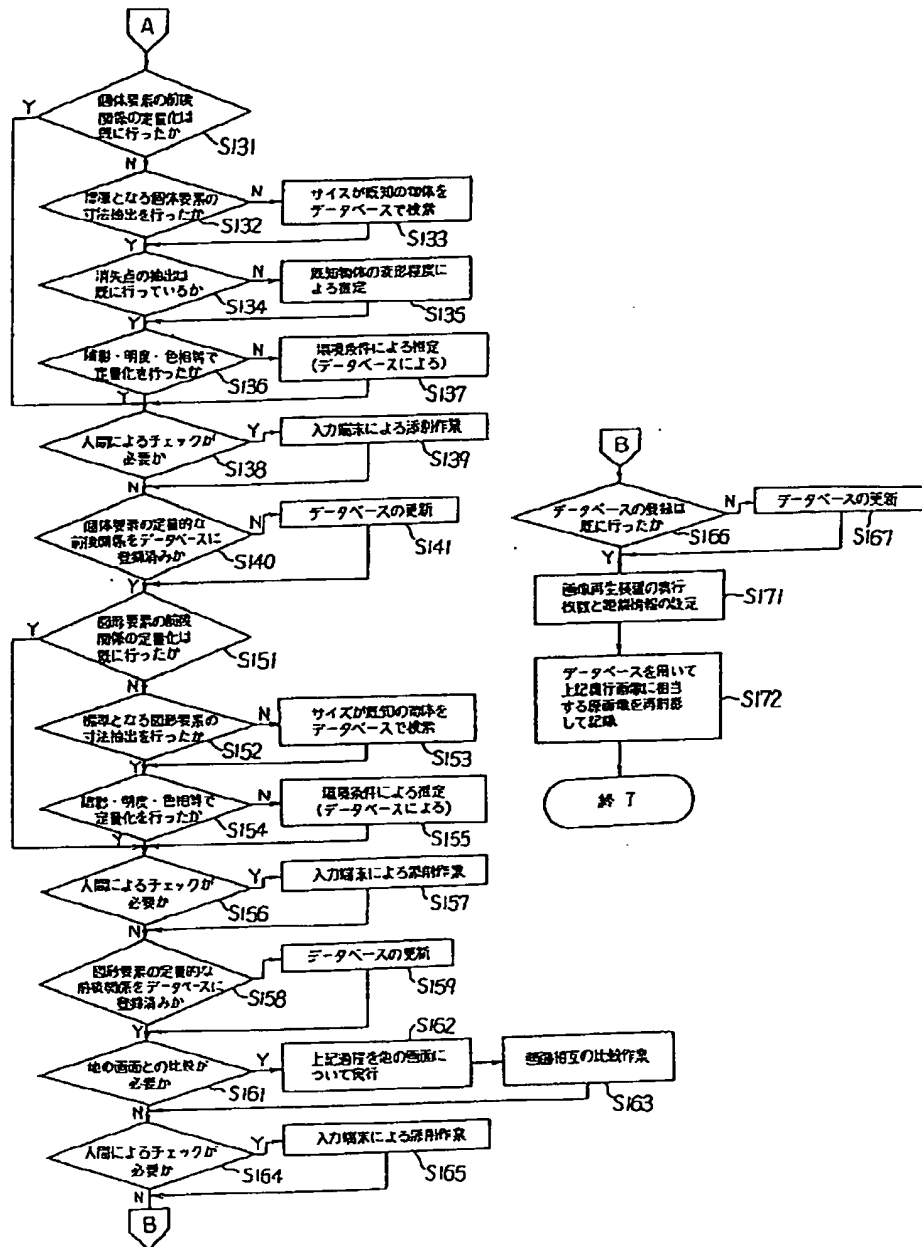 A
Y
個体要素の前後
関係の定量化は
既に行ったか
S131
N
標準となる個体要素の
寸法抽出を行ったか
S132
N
サイズが既知の物体を
データベースで検索
S133
Y
消失点の抽出は
既に行っているか
S134
N
既知物体の変形程度に
よる推定
S135
Y
陰影・明度・色相等で
定量化を行ったか
S136
N
環境条件による推定
(データベースによる)
S137
Y
人間によるチェックが
必要か
S138
Y
入力端末による添削作業
S139
N
個体要素の定量的な
前後関係をデータベースに
登録済みか
S140
N
データベースの更新
S141
Y
Y
図形要素の前後
関係の定量化は
既に行ったか
S151
N
標準となる図形要素の
寸法抽出を行ったか
S152
N
サイズが既知の物体を
データベースで検索
S153
Y
陰影・明度・色相等で
定量化を行ったか
S154
N
環境条件による推定
(データベースによる)
S155
Y
人間によるチェックが
必要か
S156
Y
入力端末による添削作業
S157
N
図形要素の定量的な
前後関係をデータベースに
登録済みか
S158
データベースの更新
S159
Y
他の画面との比較が
必要か
S161
Y
S162
上記過程を他の画面に
ついて実行
画面相互の比較作業
S163
N
人間によるチェックが
必要か
S164
Y
入力端末による添削作業
S165
N
B
B
データベースの登録は
既に行ったか
S166
N
データベースの更新
S167
Y
画像再生装置の奥行
枚数と距離情報の設定
S171
データベースを用いて
上記奥行画像に相当
する原画像を再撮影
して記録
S172
終了